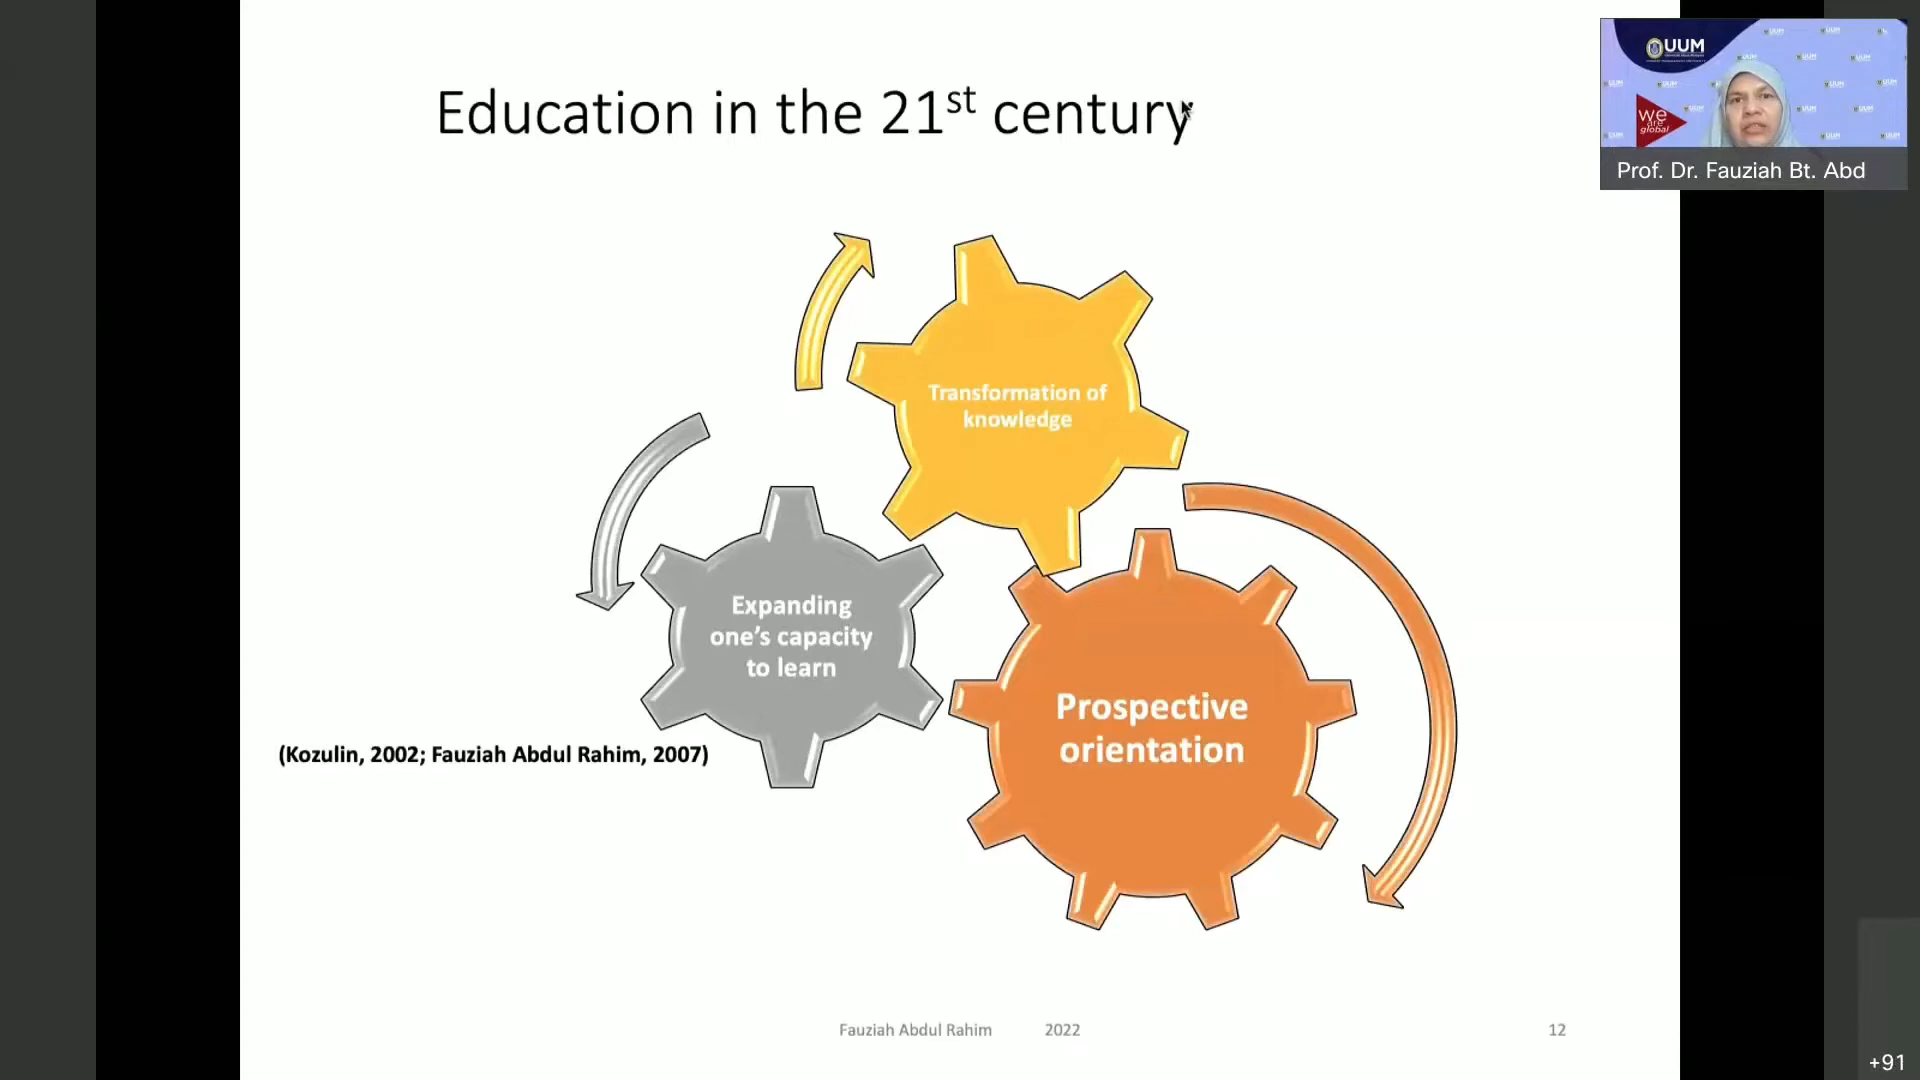 Education in the 21st century
UUM
we
are
global
Prof. Dr. Fauziah Bt. Abd
Transformation of
knowledge
Expanding
one's capacity
to learn
Prospective
orientation
(Kozulin, 2002; Fauziah Abdul Rahim, 2007)
Fauziah Abdul Rahim 2022 12
+91